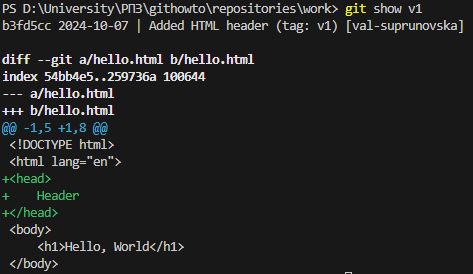 PS D:\University\РПЗ\githowto\repositories\work> git show v1
b3fd5cc 2024-10-07 | Added HTML header (tag: v1) [val-suprunovska]

diff --git a/hello.html b/hello.html
index 54bb4e5..259736a 100644
--- a/hello.html
+++ b/hello.html
@@ -1,5 +1,8 @@
 <!DOCTYPE html>
 <html lang="en">
+<head>
+    Header
+</head>
 <body>
     <h1>Hello, World</h1>
 </body>